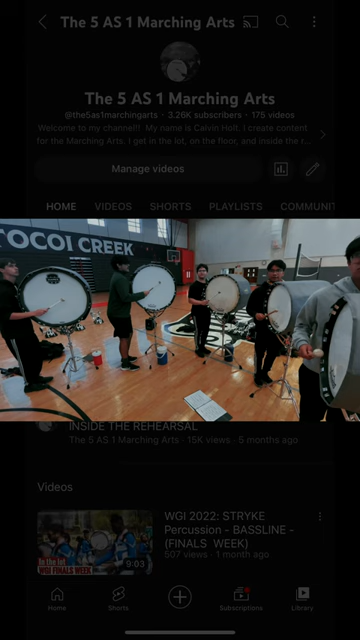 The 5 AS 1 Marching Arts
The 5 AS 1 Marching Arts
@the5as1marchingarts · 3.26K subscribers · 175 videos
Welcome to my channel!! My name is Calvin Holt. I create content
for the Marching Arts. I get in the lot, on the floor, and inside the r...
Manage videos
HOME VIDEOS SHORTS PLAYLISTS COMMUNIT
TOCOI CREEK
INSIDE THE REHEARSAL
The 5 AS 1 Marching Arts · 15K views · 5 months ago
Videos
WGI 2022: STRYKE
Percussion - BASSLINE -
(FINALS WEEK)
507 views · 1 month ago
In the lot
WGI FINALS WEEK
9:03
Home Shorts Subscriptions Library